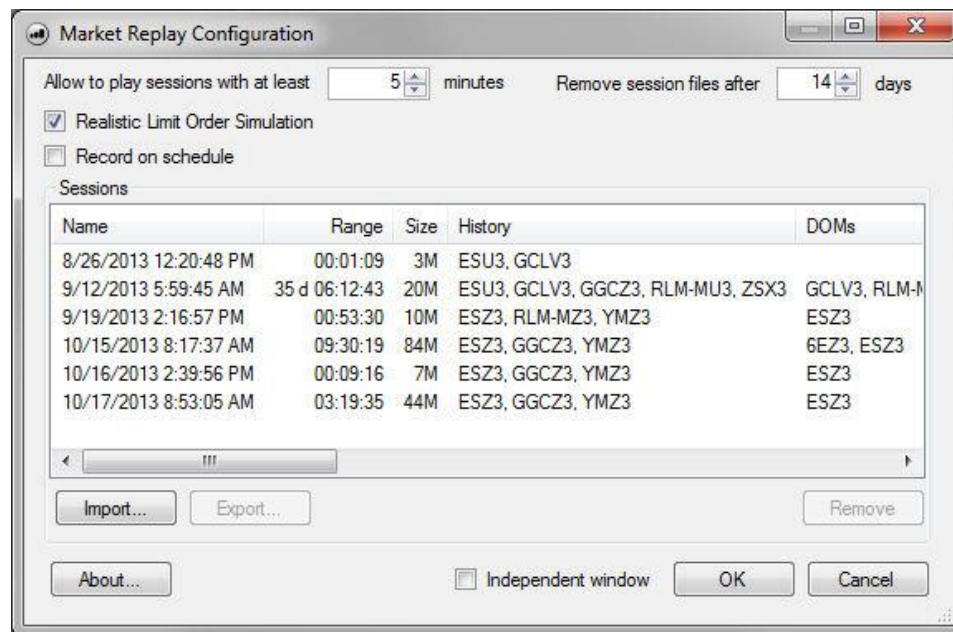 Market Replay Configuration
Allow to play sessions with at least 5 minutes Remove session files after 14 days
Realistic Limit Order Simulation
Record on schedule
Sessions
Name Range Size History DOMs
8/26/2013 12:20:48 PM 00:01:09 3M ESU3, GCLV3
9/12/2013 5:59:45 AM 35 d 06:12:43 20M ESU3, GCLV3, GGCZ3, RLM-MU3, ZSX3 GCLV3, RLM-M
9/19/2013 2:16:57 PM 00:53:30 10M ESZ3, RLM-MZ3, YMZ3 ESZ3
10/15/2013 8:17:37 AM 09:30:19 84M ESZ3, GGCZ3, YMZ3 6EZ3, ESZ3
10/16/2013 2:39:56 PM 00:09:16 7M ESZ3, GGCZ3, YMZ3 ESZ3
10/17/2013 8:53:05 AM 03:19:35 44M ESZ3, GGCZ3, YMZ3 ESZ3
Import... Export... Remove
About... Independent window OK Cancel